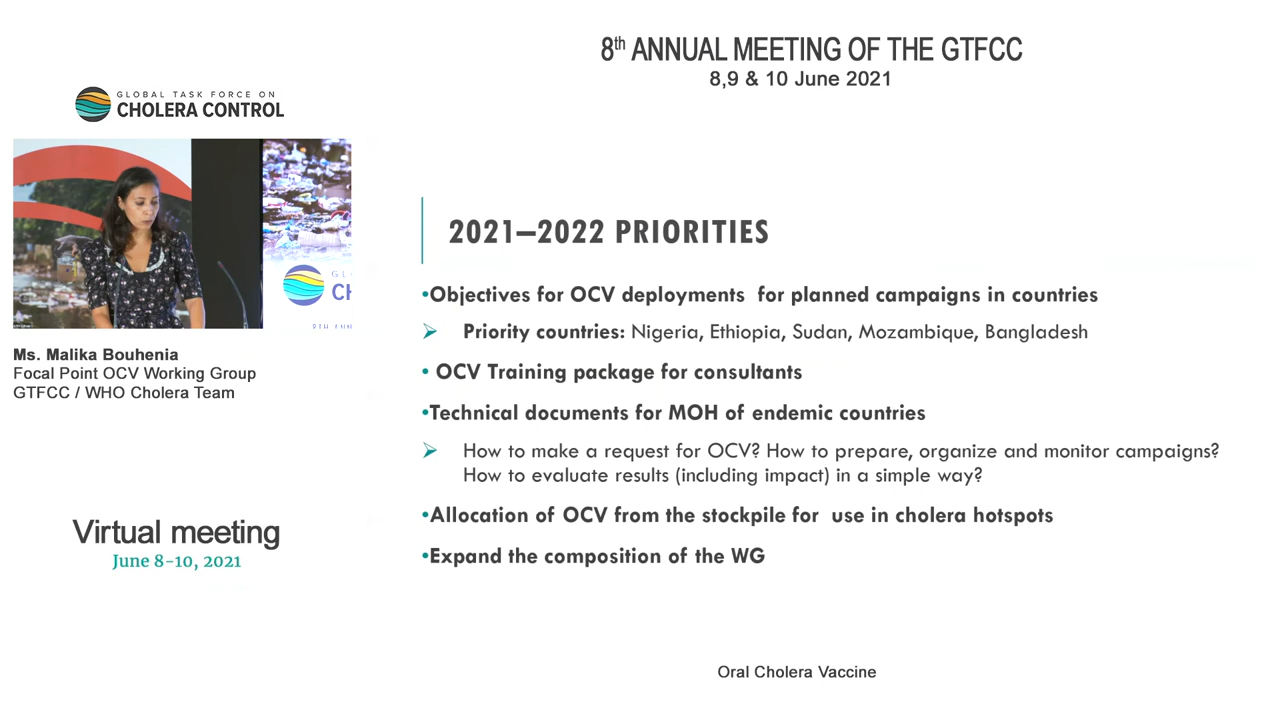 8th ANNUAL MEETING OF THE GTFCC
8,9 & 10 June 2021
GLOBAL TASK FORCE ON
CHOLERA CONTROL
GL
CH
8TH ANN
Ms. Malika Bouhenia
Focal Point OCV Working Group
GTFCC / WHO Cholera Team
Virtual meeting
June 8-10, 2021
2021—2022 PRIORITIES
•Objectives for OCV deployments for planned campaigns in countries
➢ Priority countries: Nigeria, Ethiopia, Sudan, Mozambique, Bangladesh
• OCV Training package for consultants
•Technical documents for MOH of endemic countries
➢ How to make a request for OCV? How to prepare, organize and monitor campaigns?
How to evaluate results (including impact) in a simple way?
•Allocation of OCV from the stockpile for use in cholera hotspots
•Expand the composition of the WG
Oral Cholera Vaccine